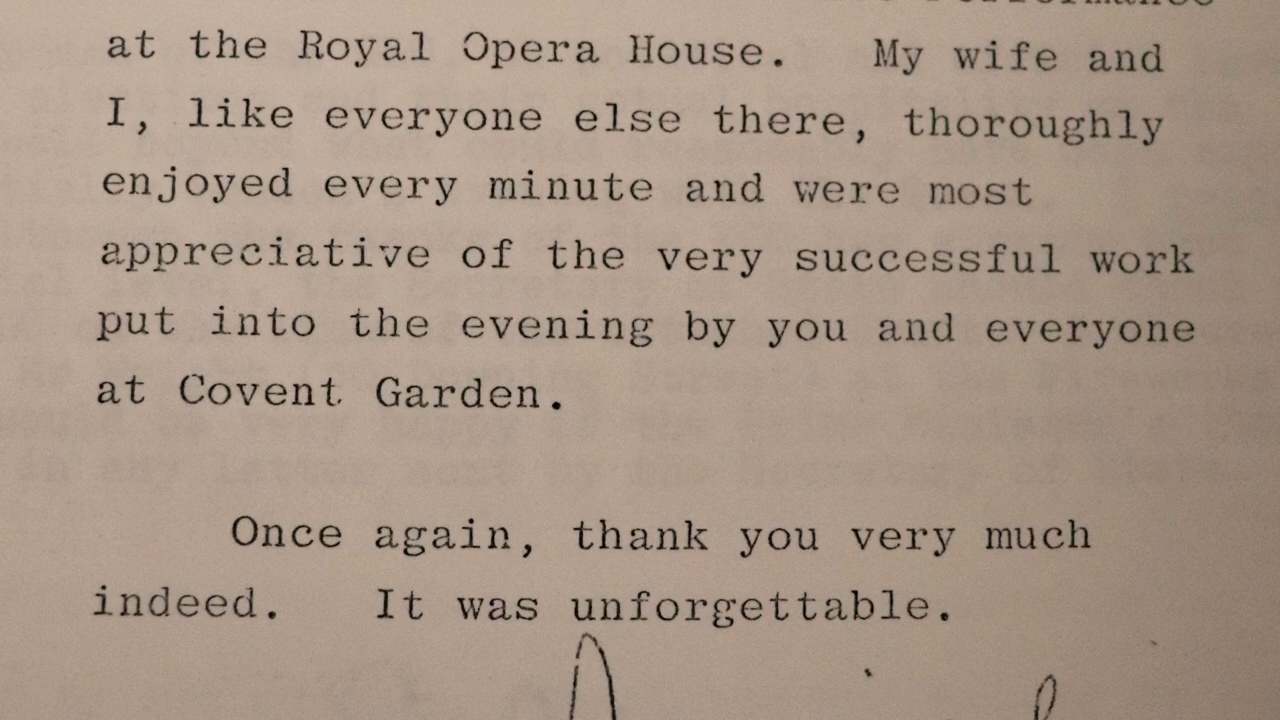 Performance
at the Royal Opera House. My wife and
I, like everyone else there, thoroughly
enjoyed every minute and were most
appreciative of the very successful work
put into the evening by you and everyone
at Covent Garden.
Once again, thank you very much
indeed. It was unforgettable.